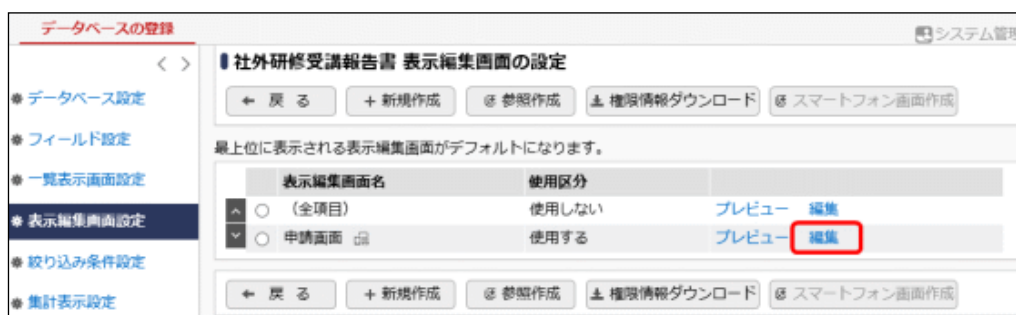 データベースの登録
システム管理
< >
社外研修受講報告書 表示編集画面の設定
データベース設定
← 戻 る
+ 新規作成
参照作成
権限情報ダウンロード
スマートフォン画面作成
フィールド設定
最上位に表示される表示編集画面がデフォルトになります。
一覧表示画面設定
表示編集画面名 使用区分
(全項目) 使用しない プレビュー 編集
表示編集画面設定
申請画面 使用する プレビュー 編集
絞り込み条件設定
集計表示設定
← 戻 る
+ 新規作成
参照作成
権限情報ダウンロード
スマートフォン画面作成